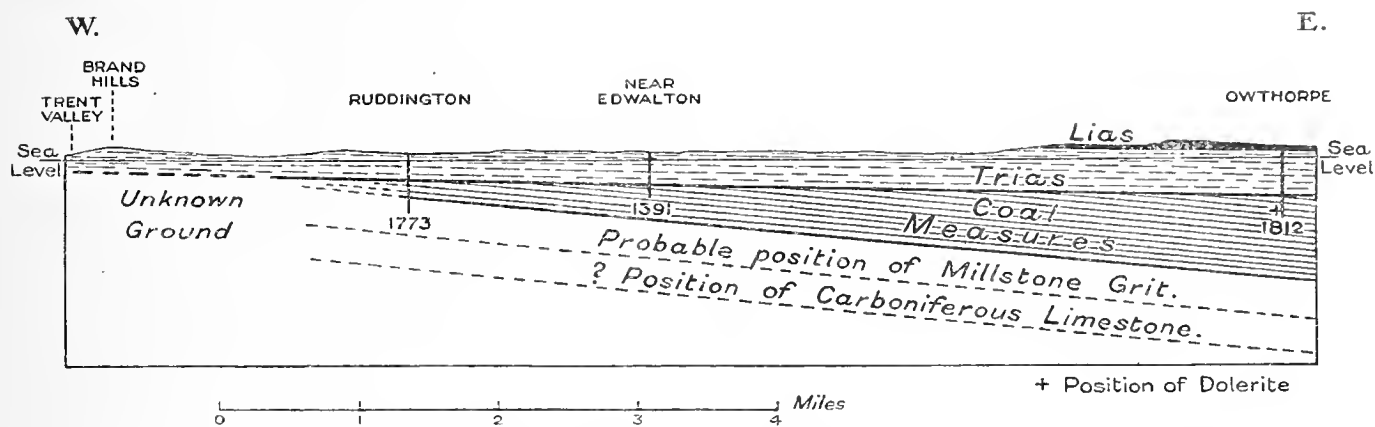 W.
E.
BRAND
HILLS
TRENT
VALLEY
RUDDINGTON
NEAR
EDWALTON
OWTHORPE
Sea
Level
Lias
Sea
Level
Trias
Unknown
Ground
Coal
Measures
1773
1391
1812
Probable position of Millstone Grit.
? Position of Carboniferous Limestone.
+ Position of Dolerite
0 1 2 3 4 Miles